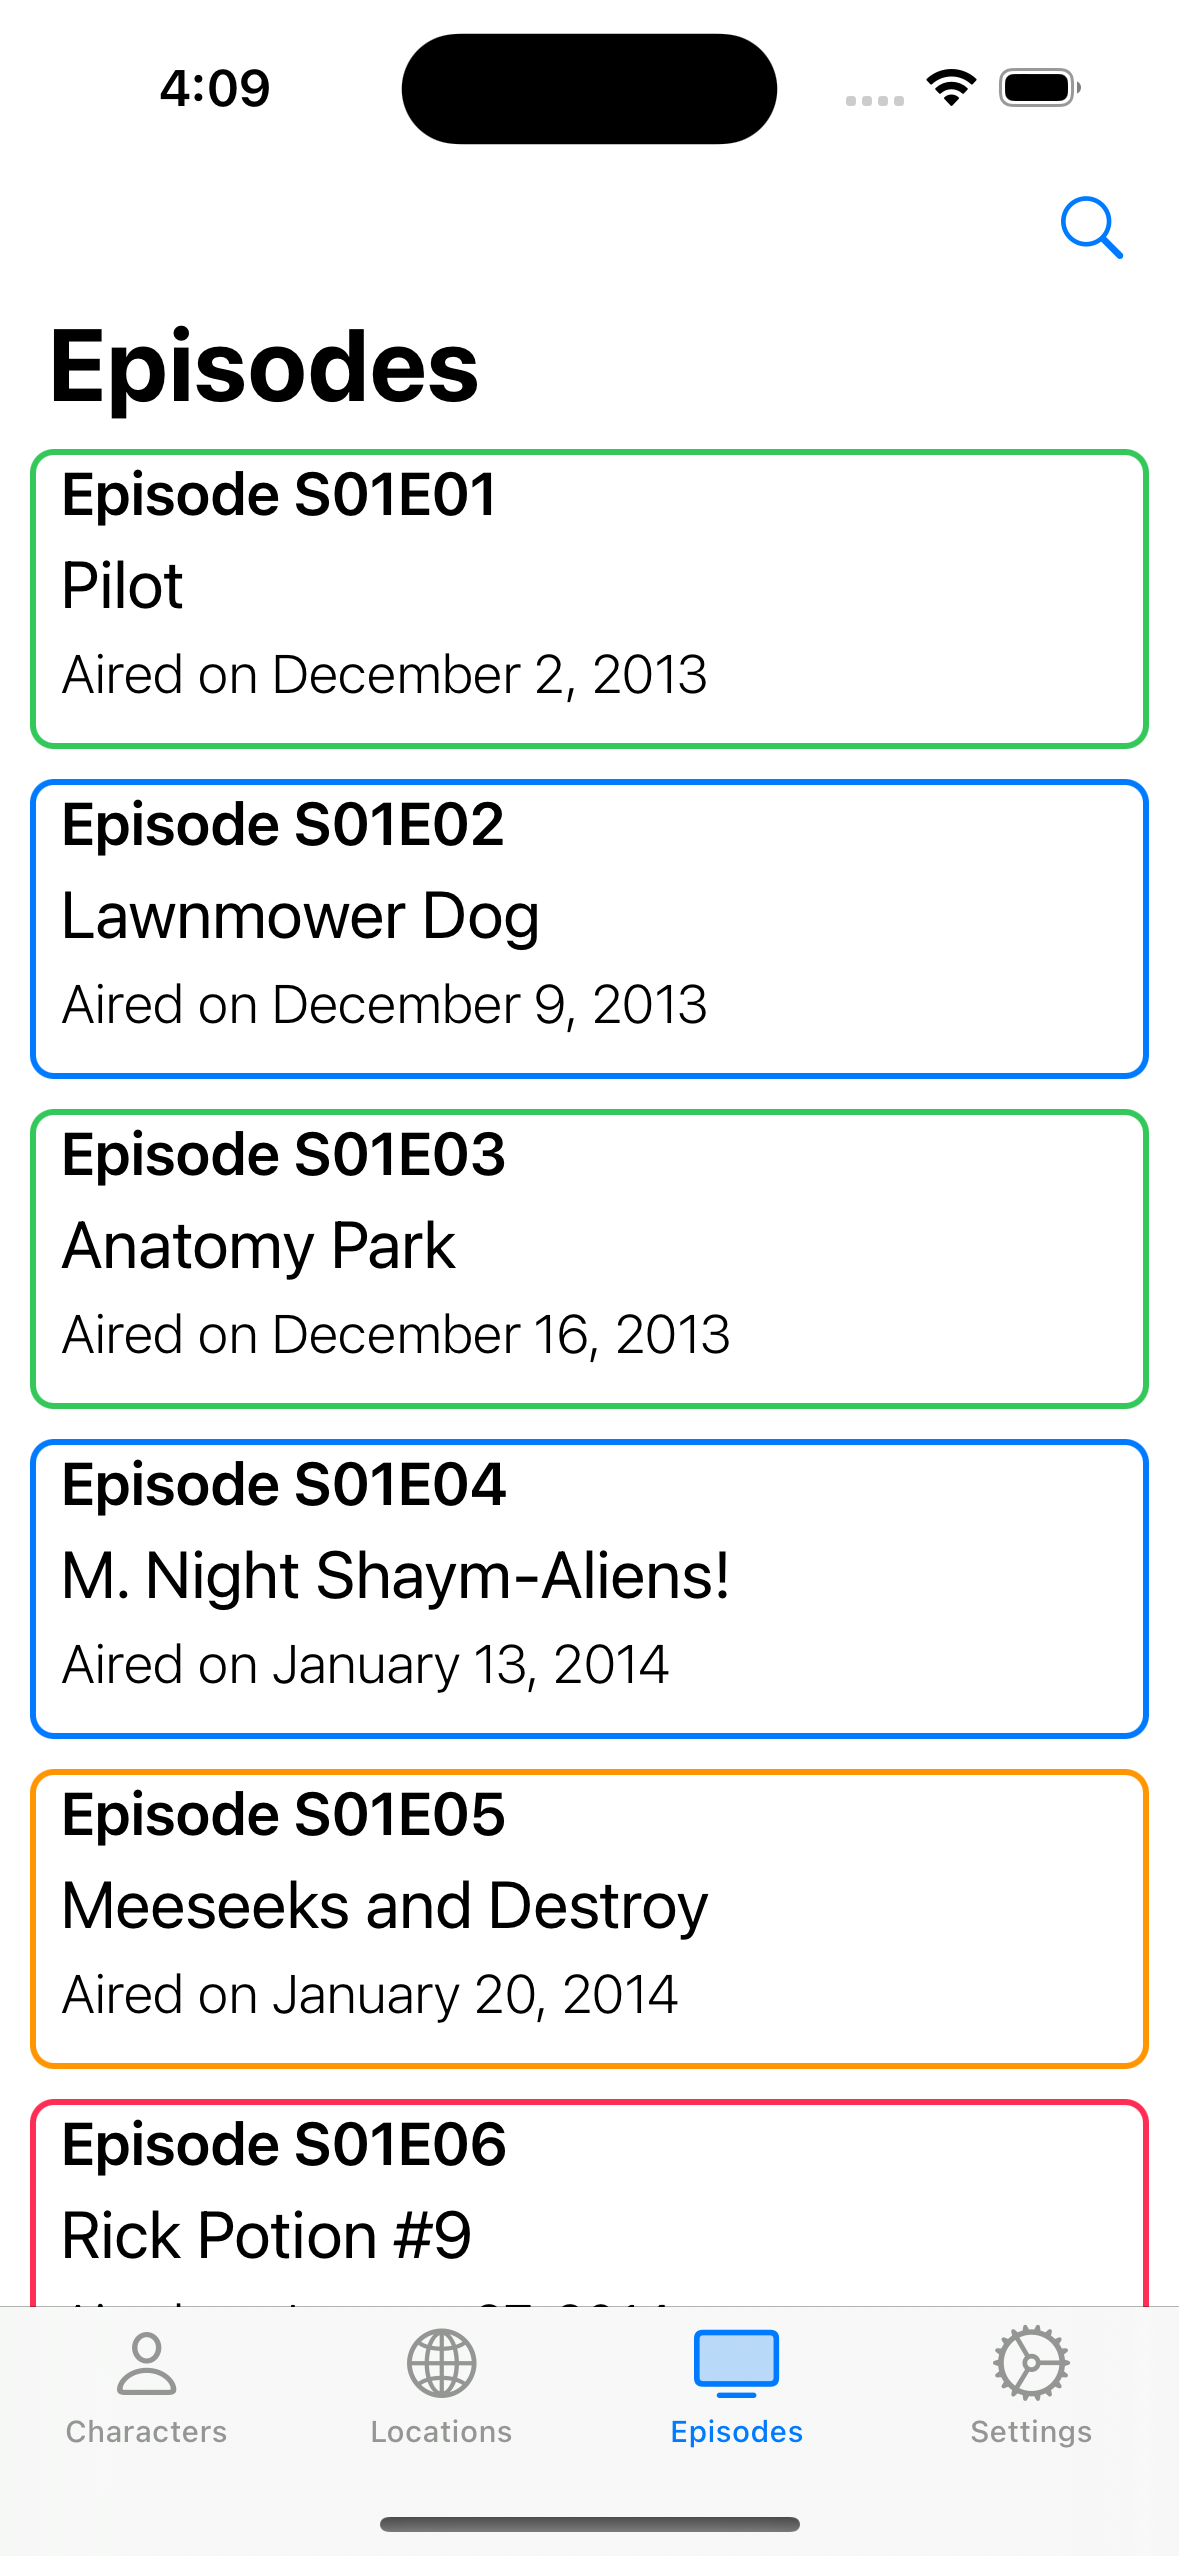 4:09
Episodes
Episode S01E01
Pilot
Aired on December 2, 2013
Episode S01E02
Lawnmower Dog
Aired on December 9, 2013
Episode S01E03
Anatomy Park
Aired on December 16, 2013
Episode S01E04
M. Night Shaym-Aliens!
Aired on January 13, 2014
Episode S01E05
Meeseeks and Destroy
Aired on January 20, 2014
Episode S01E06
Rick Potion #9
Characters Locations Episodes Settings